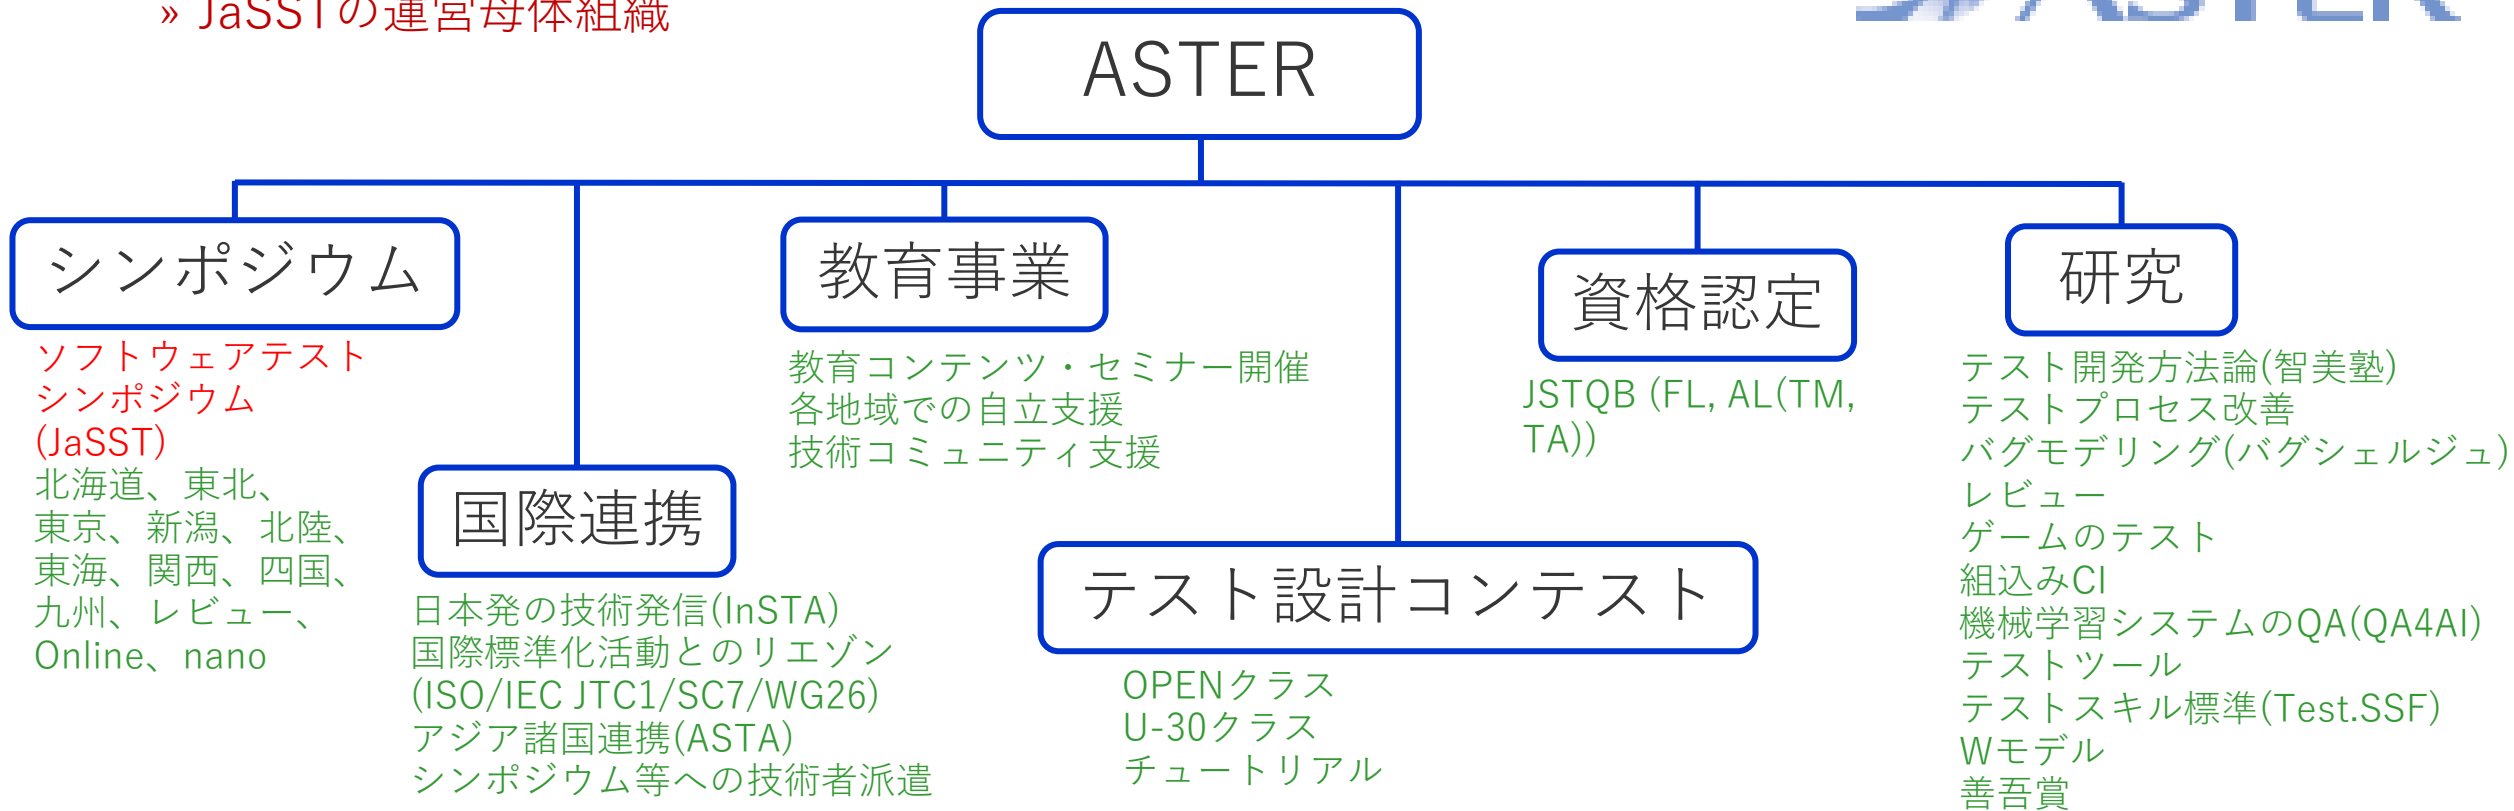 » JaSSTの運営母体組織
ASTER
ASTER
シンポジウム
ソフトウェアテスト
シンポジウム
(JaSST)
北海道、東北、
東京、新潟、北陸、
東海、関西、四国、
九州、レビュー、
Online、nano
国際連携
日本発の技術発信(InSTA)
国際標準化活動とのリエゾン
(ISO/IEC JTC1/SC7/WG26)
アジア諸国連携(ASTA)
シンポジウム等への技術者派遣
教育事業
教育コンテンツ・セミナー開催
各地域での自立支援
技術コミュニティ支援
テスト設計コンテスト
OPENクラス
U-30クラス
チュートリアル
資格認定
JSTQB (FL, AL(TM,
TA))
研究
テスト開発方法論(智美塾)
テストプロセス改善
バグモデリング(バグシェルジュ)
レビュー
ゲームのテスト
組込みCI
機械学習システムのQA(QA4AI)
テストツール
テストスキル標準(Test.SSF)
Wモデル
善吾賞